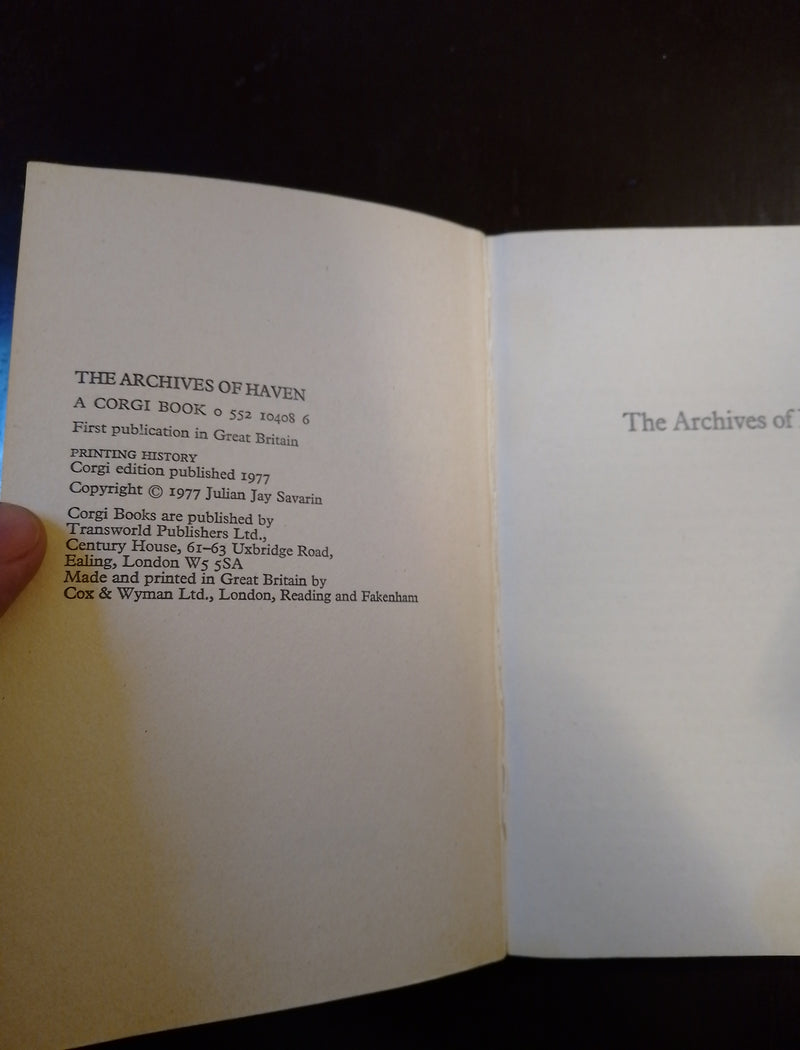 THE ARCHIVES OF HAVEN
A CORGI BOOK 0 552 10408 6
First publication in Great Britain
PRINTING HISTORY
Corgi edition published 1977
Copyright © 1977 Julian Jay Savarin
Corgi Books are published by
Transworld Publishers Ltd.,
Century House, 61–63 Uxbridge Road,
Ealing, London W5 5SA
Made and printed in Great Britain by
Cox & Wyman Ltd., London, Reading and Fakenham
The Archives of